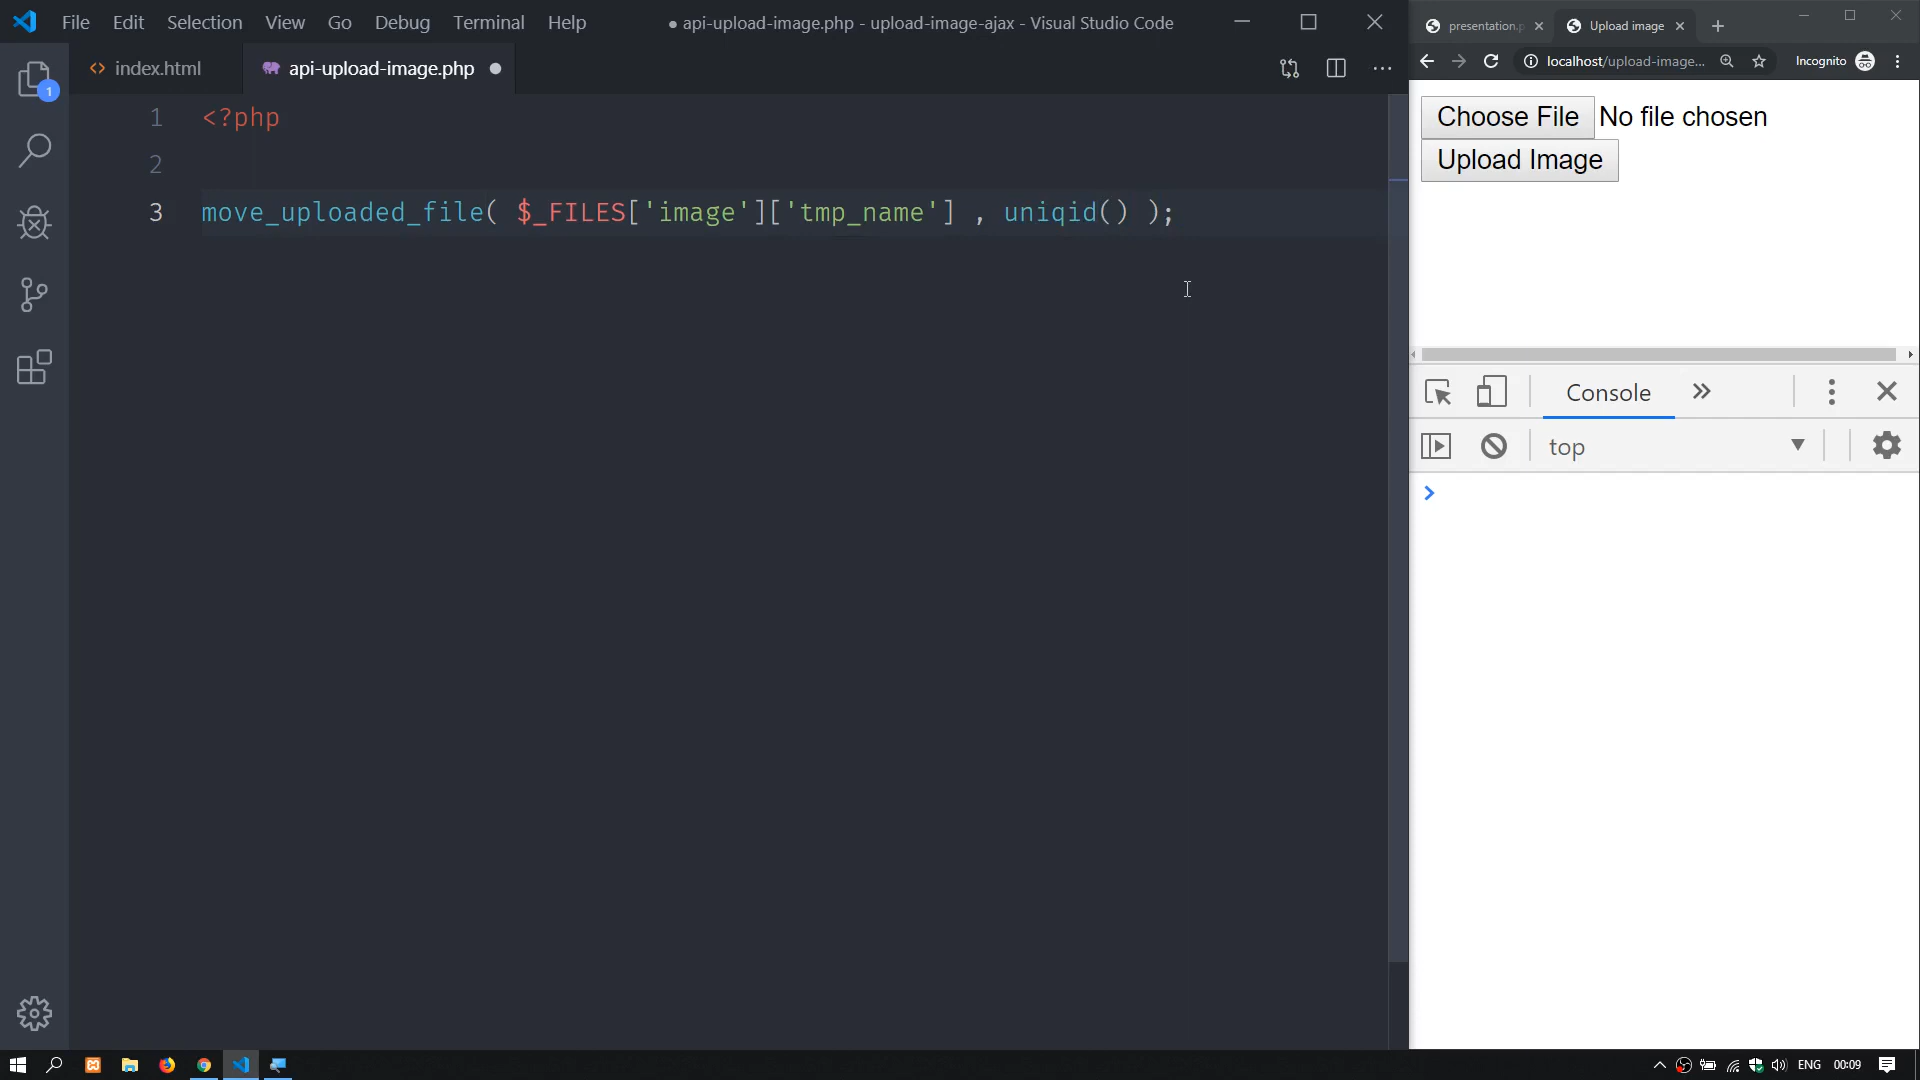 File Edit Selection View Go Debug Terminal Help
● api-upload-image.php - upload-image-ajax - Visual Studio Code
index.html
api-upload-image.php
1
1 <?php
2
3 move_uploaded_file( $_FILES['image']['tmp_name'] , uniqid() );
presentation.p
Upload image
localhost/upload-image...
Incognito
Choose File No file chosen
Upload Image
Console
top
ENG 00:09